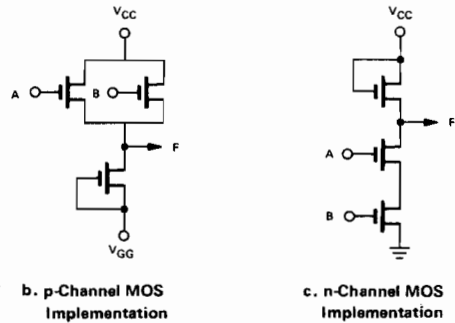 VCC
A
B
F
VGG
b. p-Channel MOS
Implementation
VCC
F
A
B
c. n-Channel MOS
Implementation